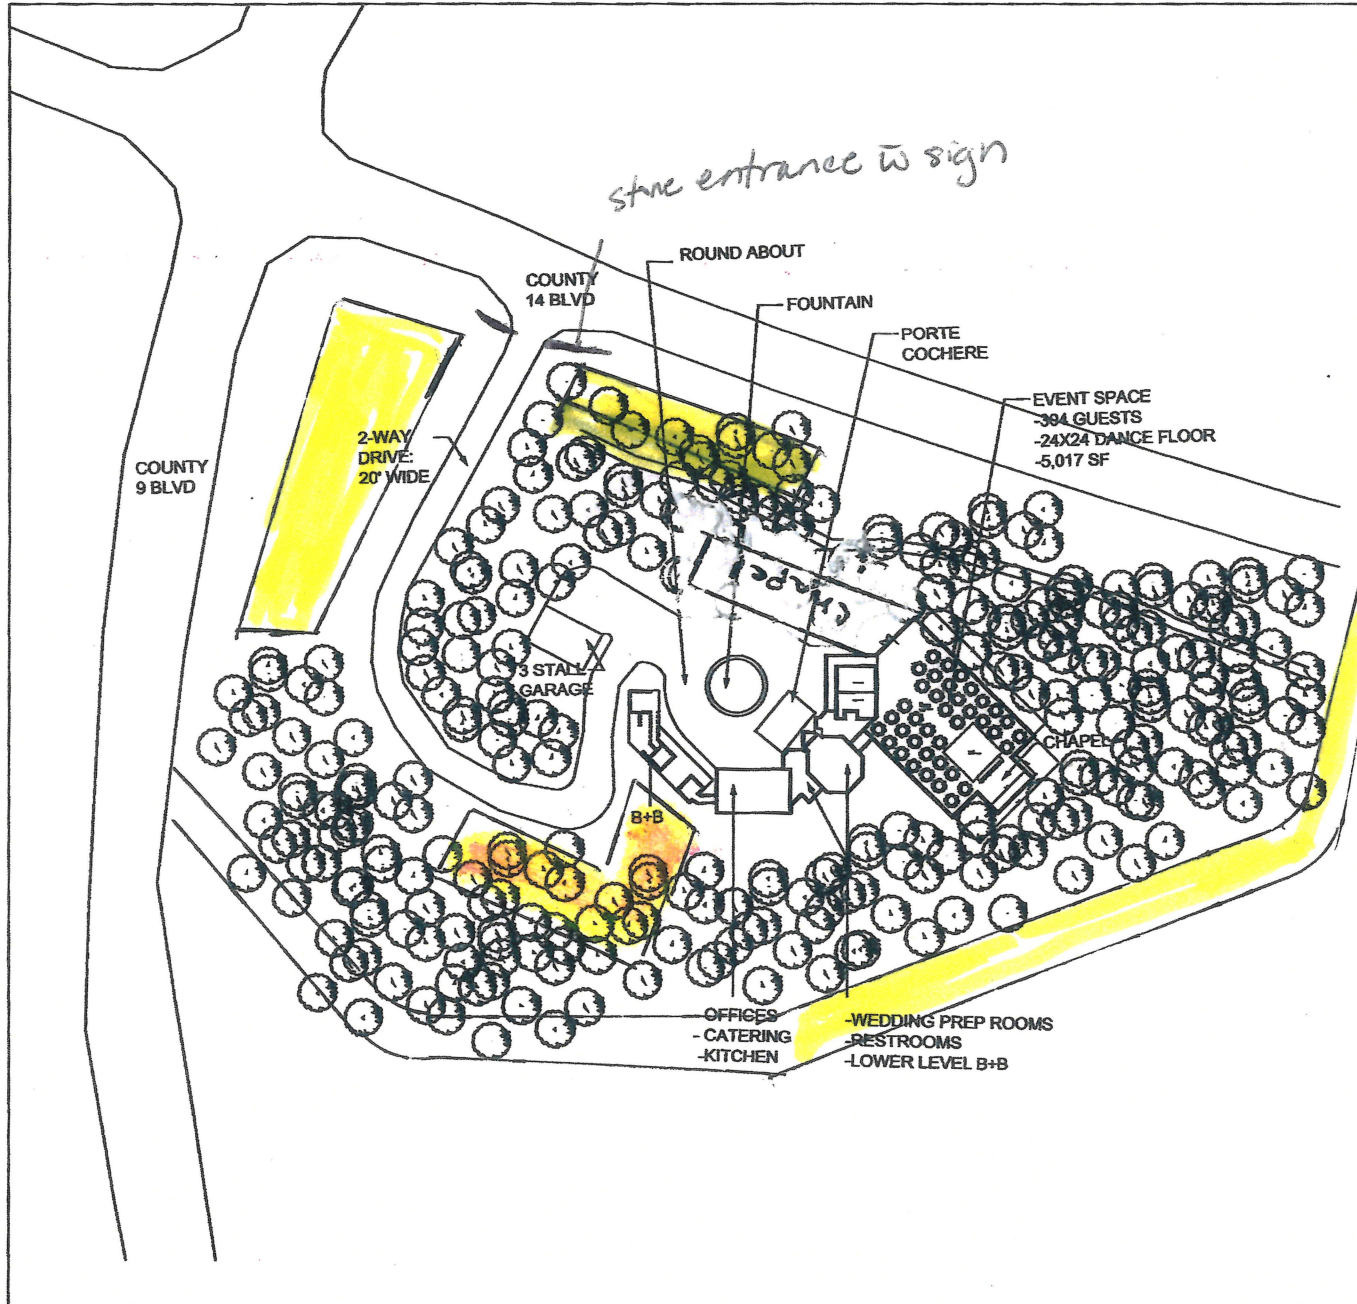 stone entrance w̄ sign
ROUND ABOUT
COUNTY
14 BLVD
FOUNTAIN
PORTE
COCHERE
EVENT SPACE
-304 GUESTS
-24X24 DANCE FLOOR
-5,017 SF
2-WAY
DRIVE:
20' WIDE
COUNTY
9 BLVD
CHAPEL
3 STALL
GARAGE
CHAPEL
B+B
OFFICES
- CATERING
-KITCHEN
-WEDDING PREP ROOMS
-RESTROOMS
-LOWER LEVEL B+B